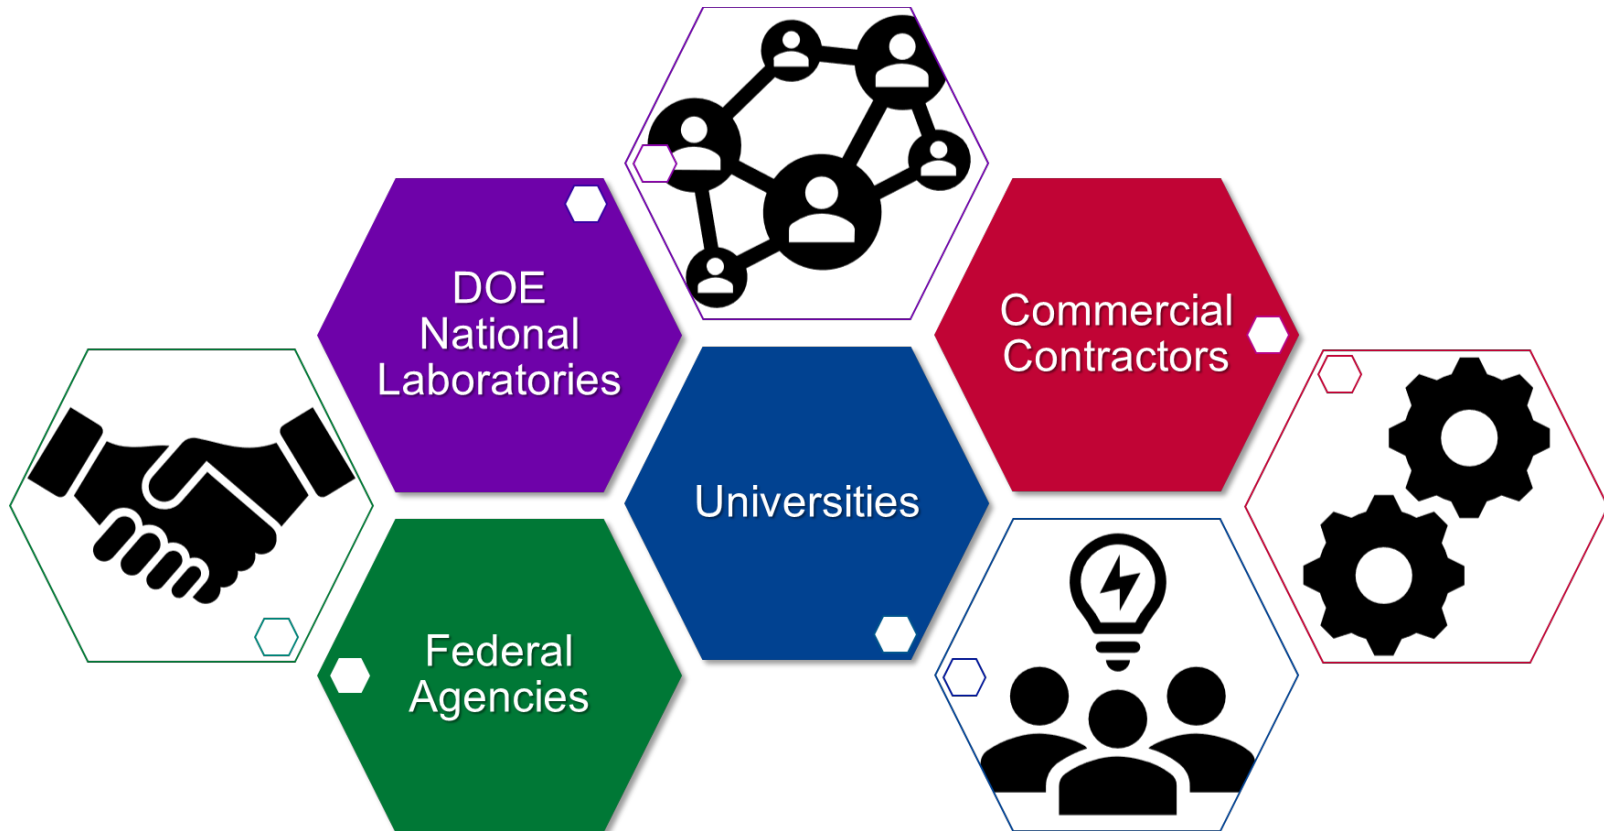 DOE
National
Laboratories
Commercial
Contractors
Universities
Federal
Agencies